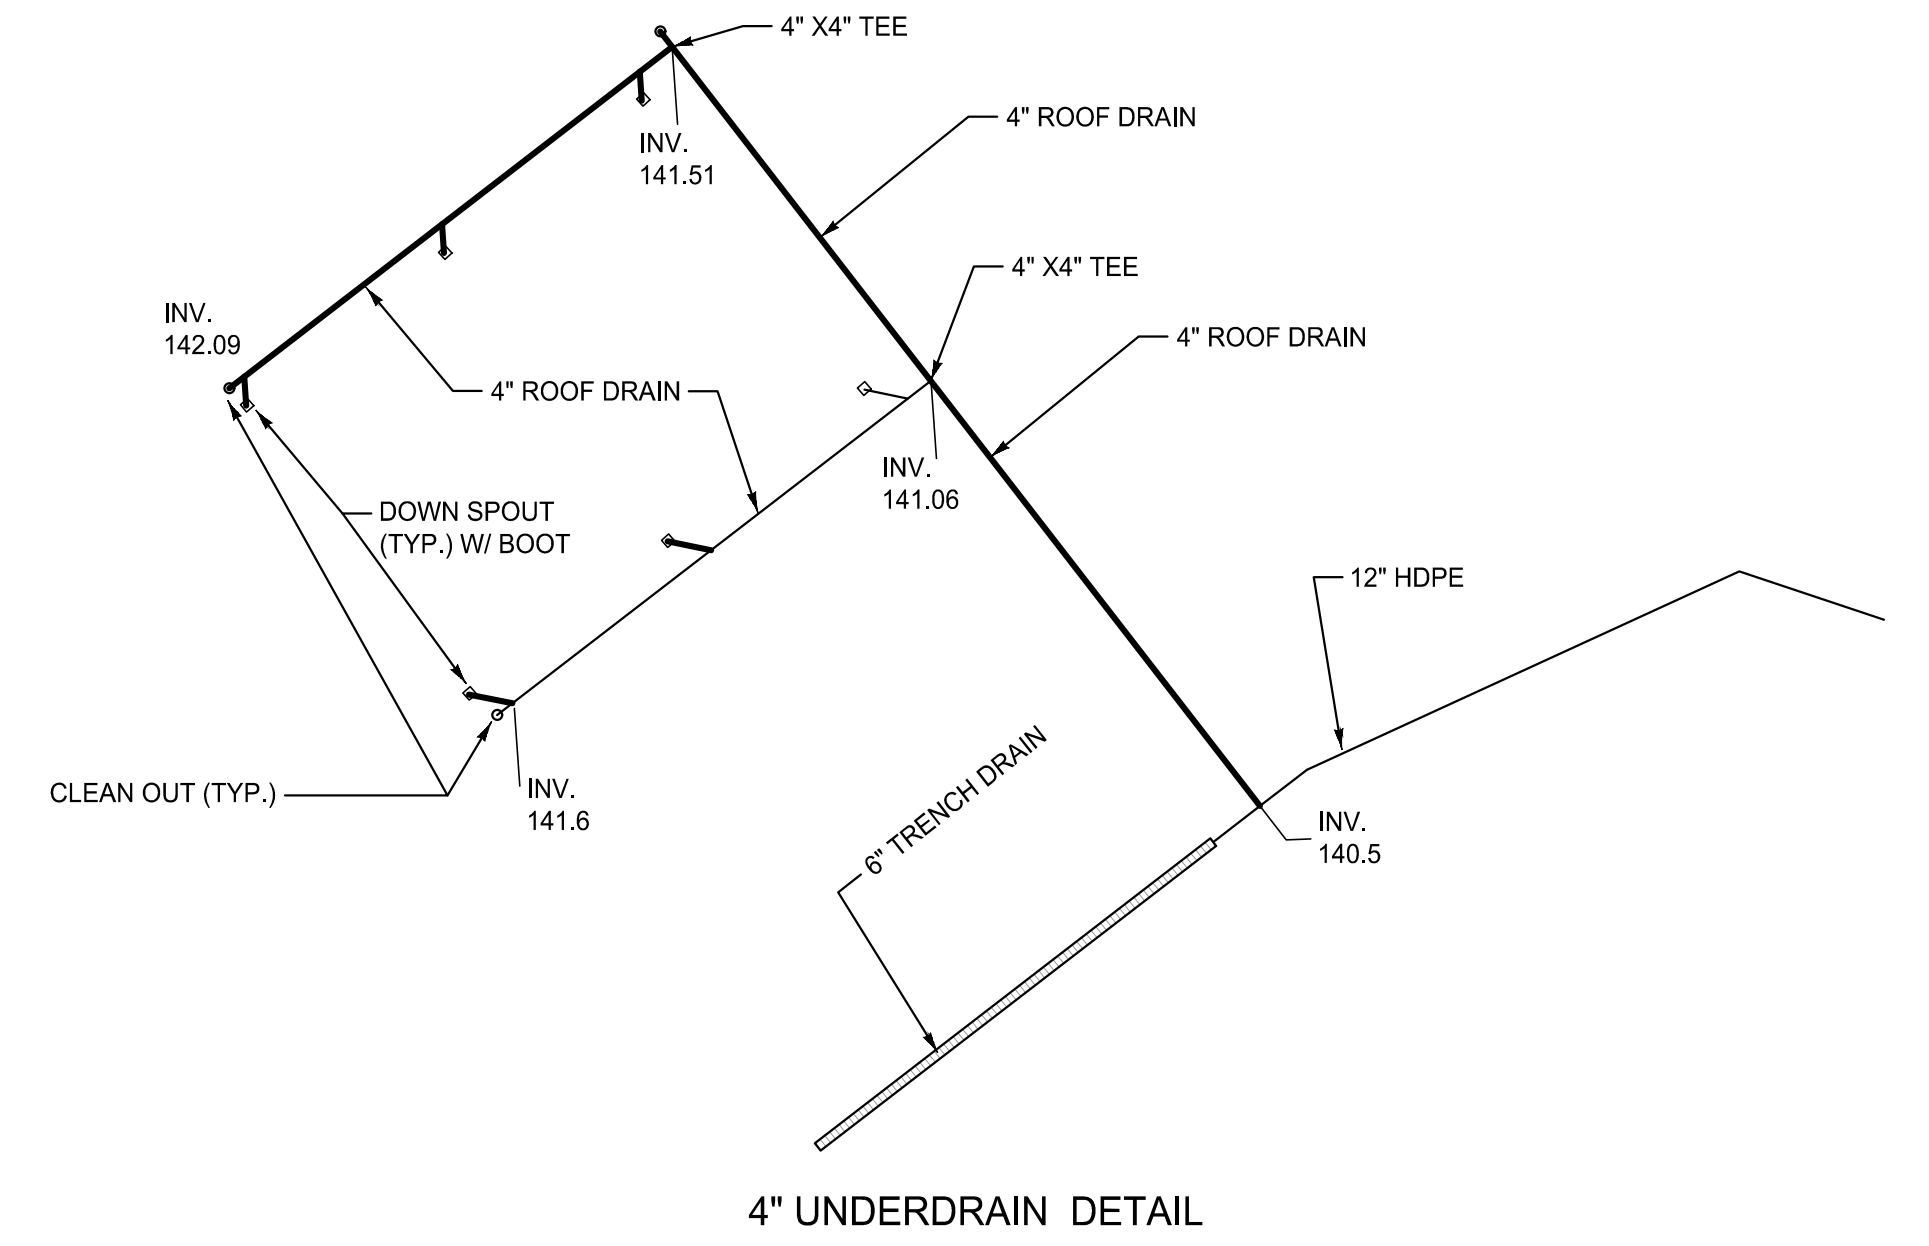 4" X4" TEE
4" ROOF DRAIN
INV.
141.51
4" X4" TEE
INV.
142.09
4" ROOF DRAIN
4" ROOF DRAIN
INV.
141.06
DOWN SPOUT
(TYP.) W/ BOOT
12" HDPE
6" TRENCH DRAIN
CLEAN OUT (TYP.)
INV.
141.6
INV.
140.5
4" UNDERDRAIN DETAIL